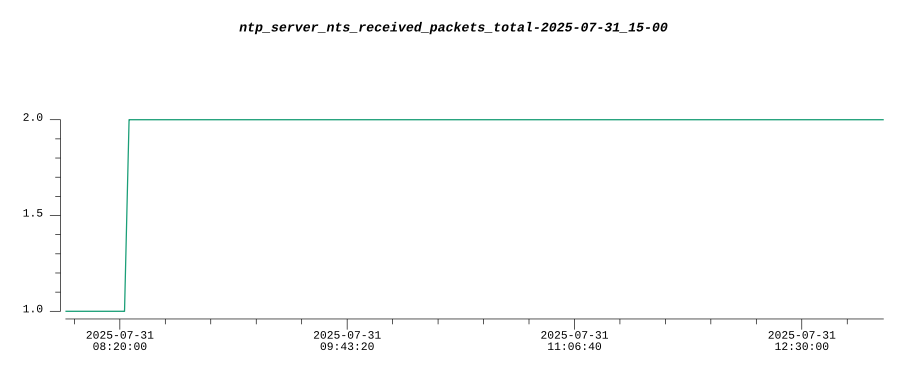 ntp_server_nts_received_packets_total-2025-07-31_15-00
2.0
1.5
1.0
2025-07-31 2025-07-31 2025-07-31 2025-07-31
08:20:00 09:43:20 11:06:40 12:30:00